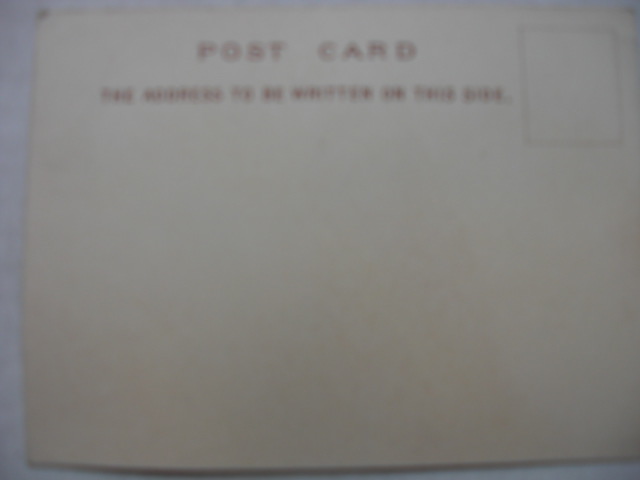 POST CARD
THE ADDRESS TO BE WRITTEN ON THIS SIDE.